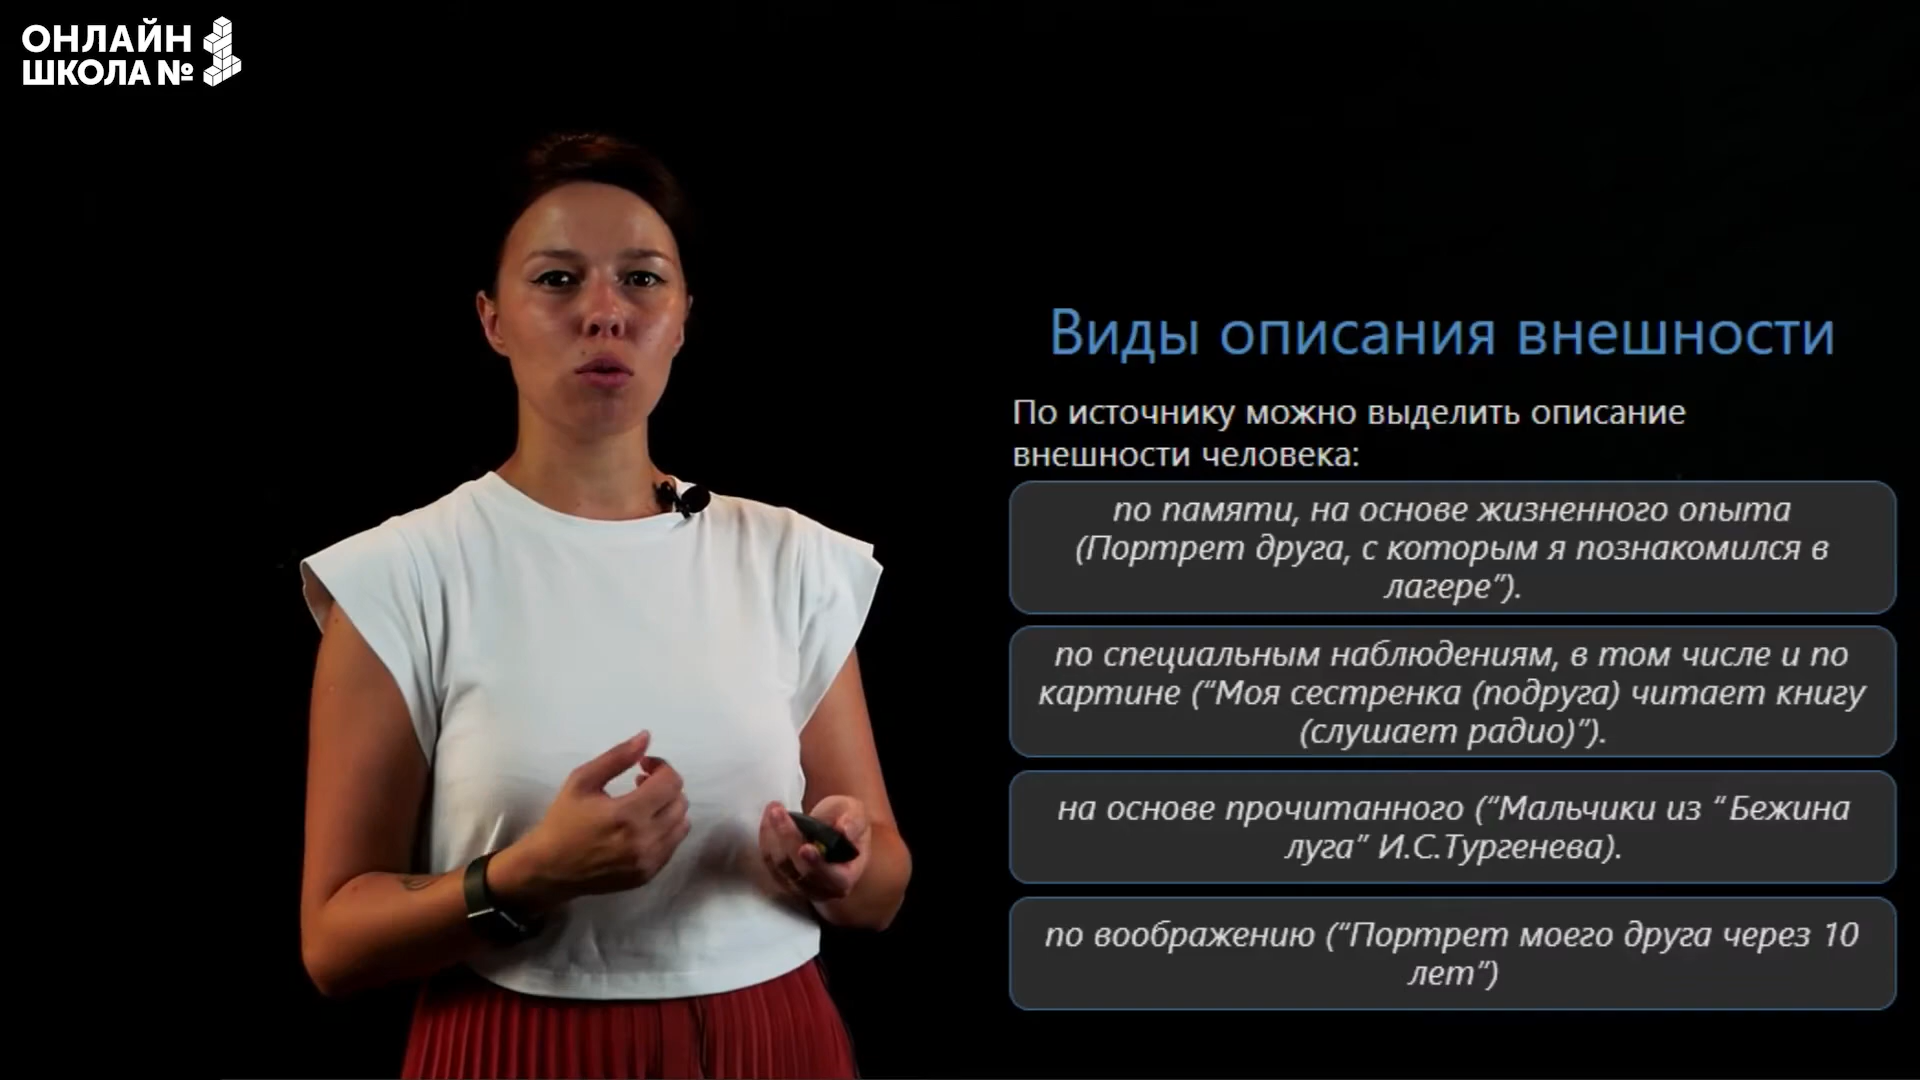 ОНЛАЙН
ШКОЛА №
Виды описания внешности
По источнику можно выделить описание
внешности человека:
по памяти, на основе жизненного опыта
(Портрет друга, с которым я познакомился в
лагере”).
по специальным наблюдениям, в том числе и по
картине (“Моя сестренка (подруга) читает книгу
(слушает радио)”).
на основе прочитанного (“Мальчики из “Бежина
луга” И.С.Тургенева).
по воображению (“Портрет моего друга через 10
лет”)